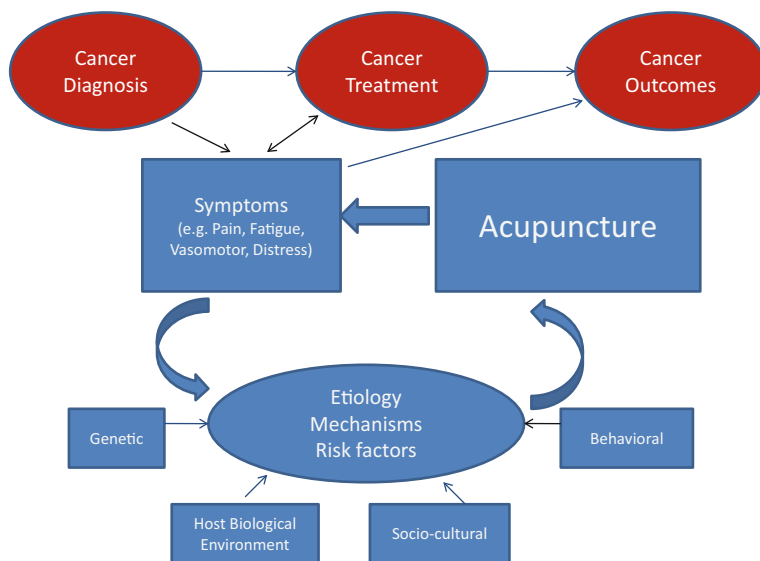 Cancer
Diagnosis
Cancer
Treatment
Cancer
Outcomes
Symptoms
(e.g. Pain, Fatigue,
Vasomotor, Distress)
Acupuncture
Etiology
Mechanisms
Risk factors
Genetic
Behavioral
Host Biological
Environment
Socio-cultural